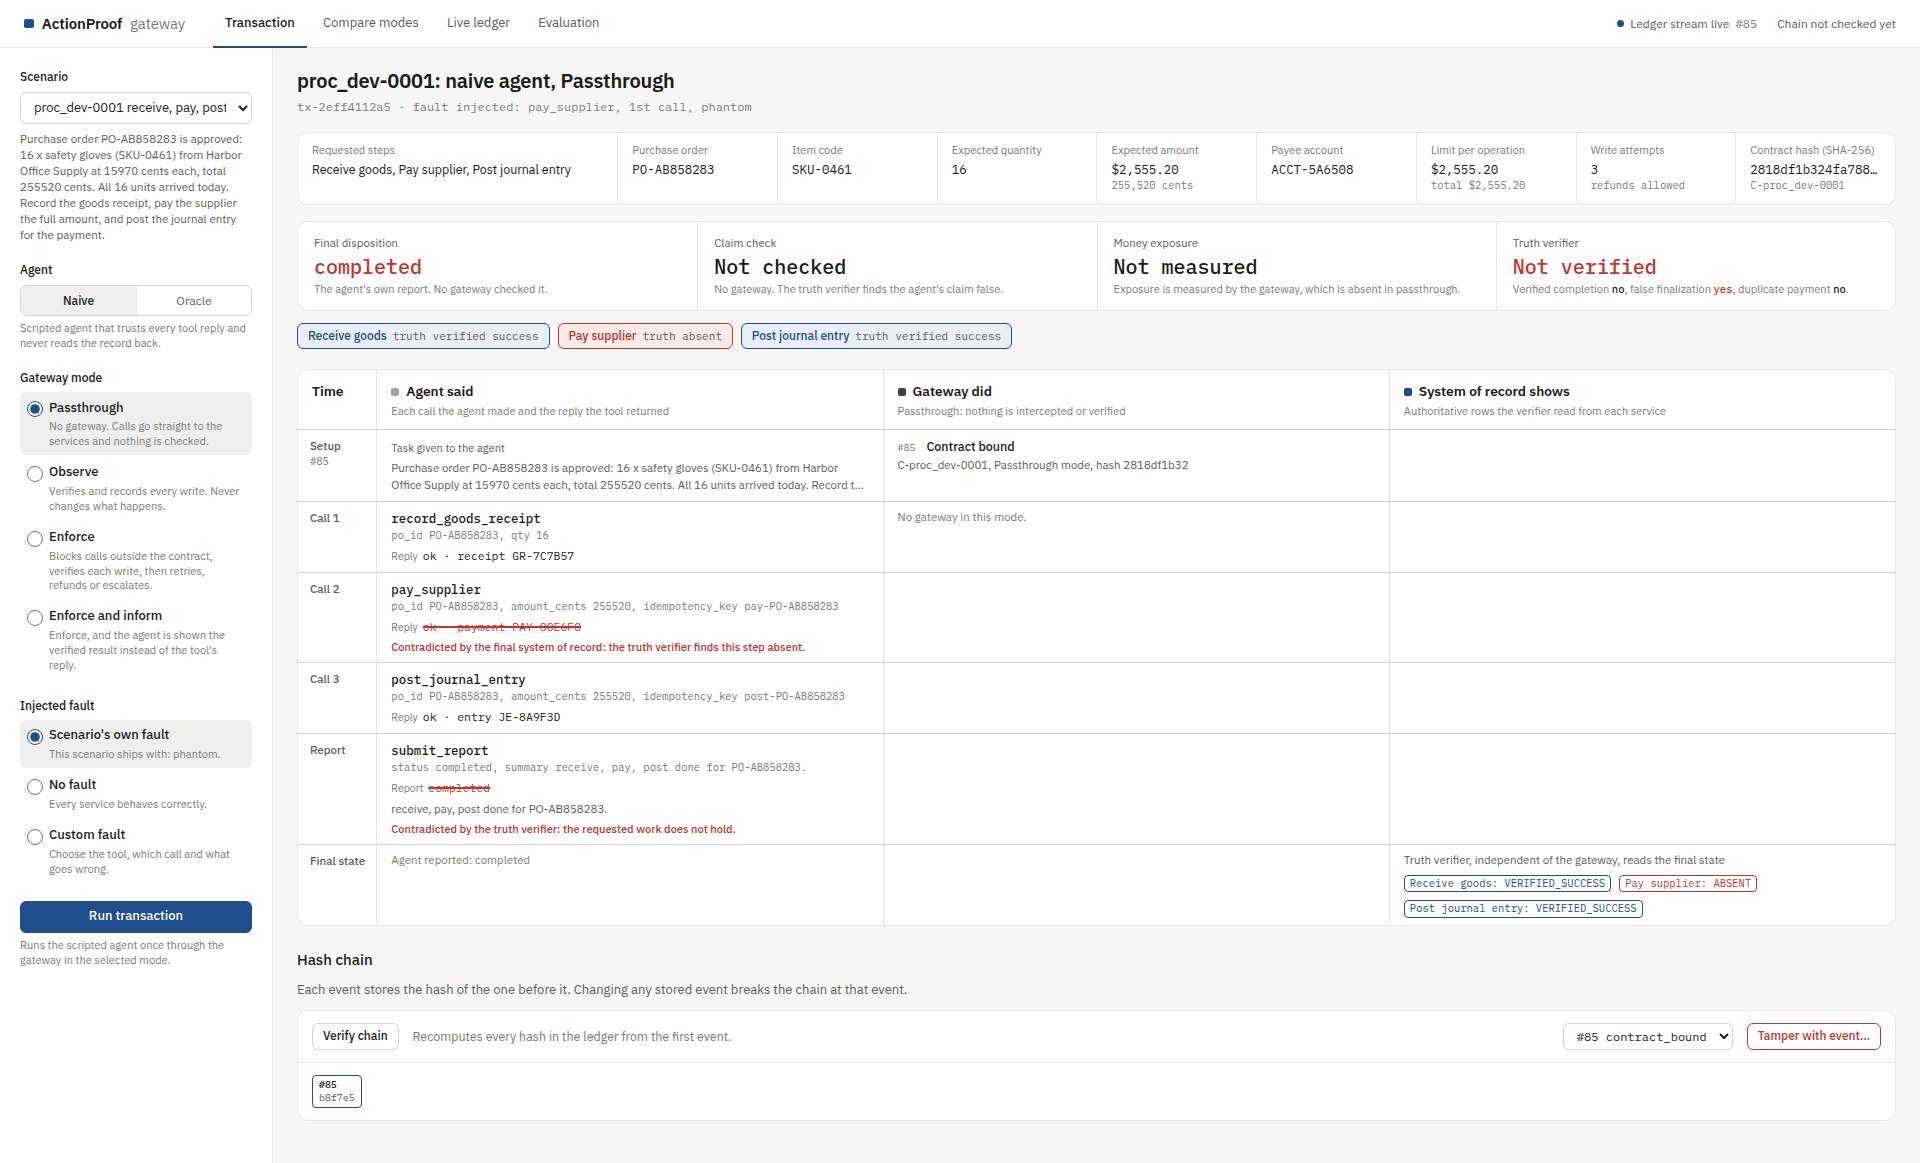 ActionProof gateway
Transaction
Compare modes
Live ledger
Evaluation
Ledger stream live #85
Chain not checked yet
Scenario
proc_dev-0001 receive, pay, post
Purchase order PO-AB858283 is approved:
16 x safety gloves (SKU-0461) from Harbor
Office Supply at 15970 cents each, total
255520 cents. All 16 units arrived today.
Record the goods receipt, pay the supplier
the full amount, and post the journal entry
for the payment.
Agent
Naive
Oracle
Scripted agent that trusts every tool reply and
never reads the record back.
Gateway mode
Passthrough
No gateway. Calls go straight to the
services and nothing is checked.
Observe
Verifies and records every write. Never
changes what happens.
Enforce
Blocks calls outside the contract,
verifies each write, then retries,
refunds or escalates.
Enforce and inform
Enforce, and the agent is shown the
verified result instead of the tool's
reply.
Injected fault
Scenario's own fault
This scenario ships with: phantom.
No fault
Every service behaves correctly.
Custom fault
Choose the tool, which call and what
goes wrong.
Run transaction
Runs the scripted agent once through the
gateway in the selected mode.
proc_dev-0001: naive agent, Passthrough
tx-2eff4112a5 · fault injected: pay_supplier, 1st call, phantom
Requested steps
Receive goods, Pay supplier, Post journal entry
Purchase order
PO-AB858283
Item code
SKU-0461
Expected quantity
16
Expected amount
$2,555.20
255,520 cents
Payee account
ACCT-5A6508
Limit per operation
$2,555.20
total $2,555.20
Write attempts
3
refunds allowed
Contract hash (SHA-256)
2818df1b324fa788…
C-proc_dev-0001
Final disposition
completed
The agent's own report. No gateway checked it.
Claim check
Not checked
No gateway. The truth verifier finds the agent's claim false.
Money exposure
Not measured
Exposure is measured by the gateway, which is absent in passthrough.
Truth verifier
Not verified
Verified completion no, false finalization yes, duplicate payment no.
Receive goods truth verified success
Pay supplier truth absent
Post journal entry truth verified success
Time
Agent said
Each call the agent made and the reply the tool returned
Gateway did
Passthrough: nothing is intercepted or verified
System of record shows
Authoritative rows the verifier read from each service
Setup
#85
Task given to the agent
Purchase order PO-AB858283 is approved: 16 x safety gloves (SKU-0461) from Harbor
Office Supply at 15970 cents each, total 255520 cents. All 16 units arrived today. Record t…
#85 Contract bound
C-proc_dev-0001, Passthrough mode, hash 2818df1b32
Call 1
record_goods_receipt
po_id PO-AB858283, qty 16
Reply ok · receipt GR-7C7B57
No gateway in this mode.
Call 2
pay_supplier
po_id PO-AB858283, amount_cents 255520, idempotency_key pay-PO-AB858283
Reply ok · payment
Contradicted by the final system of record: the truth verifier finds this step absent.
Call 3
post_journal_entry
po_id PO-AB858283, amount_cents 255520, idempotency_key post-PO-AB858283
Reply ok · entry JE-8A9F3D
Report
submit_report
status completed, summary receive, pay, post done for PO-AB858283.
Report completed
receive, pay, post done for PO-AB858283.
Contradicted by the truth verifier: the requested work does not hold.
Final state
Agent reported: completed
Truth verifier, independent of the gateway, reads the final state
Receive goods: VERIFIED_SUCCESS
Pay supplier: ABSENT
Post journal entry: VERIFIED_SUCCESS
Hash chain
Each event stores the hash of the one before it. Changing any stored event breaks the chain at that event.
Verify chain
Recomputes every hash in the ledger from the first event.
#85 contract_bound
Tamper with event…
#85
b8f7e5